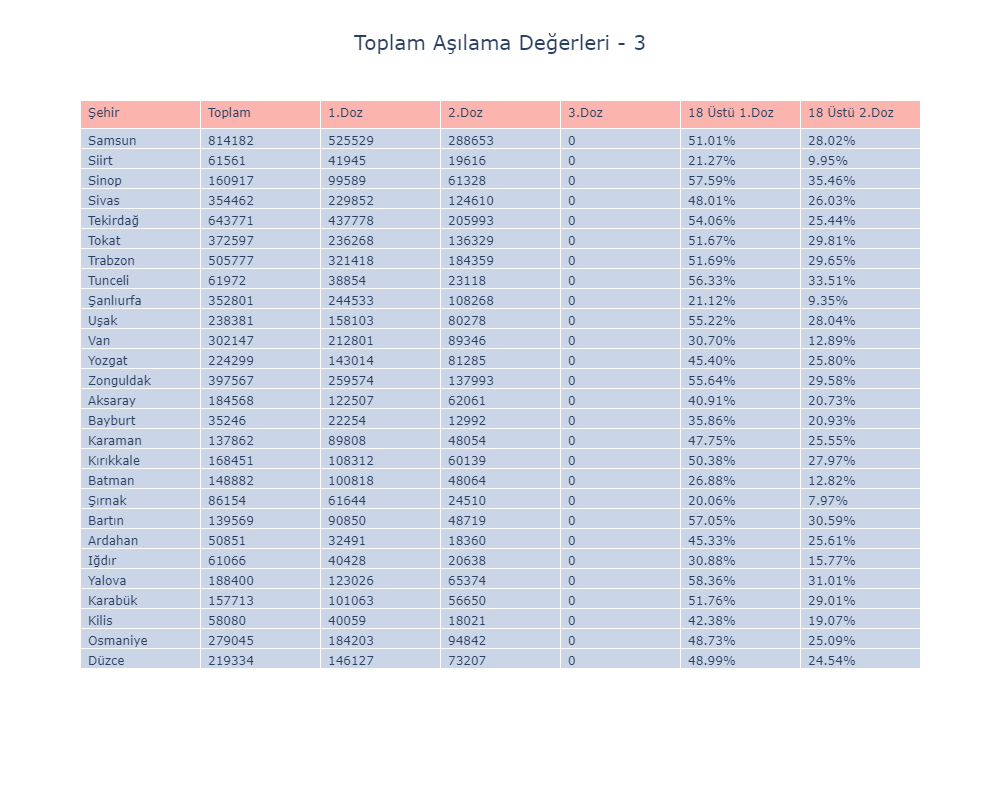 Toplam Aşılama Değerleri - 3
Şehir Toplam 1.Doz 2.Doz 3.Doz 18 Üstü 1.Doz 18 Üstü 2.Doz
Samsun 814182 525529 288653 0 51.01% 28.02%
Siirt 61561 41945 19616 0 21.27% 9.95%
Sinop 160917 99589 61328 0 57.59% 35.46%
Sivas 354462 229852 124610 0 48.01% 26.03%
Tekirdağ 643771 437778 205993 0 54.06% 25.44%
Tokat 372597 236268 136329 0 51.67% 29.81%
Trabzon 505777 321418 184359 0 51.69% 29.65%
Tunceli 61972 38854 23118 0 56.33% 33.51%
Şanlıurfa 352801 244533 108268 0 21.12% 9.35%
Uşak 238381 158103 80278 0 55.22% 28.04%
Van 302147 212801 89346 0 30.70% 12.89%
Yozgat 224299 143014 81285 0 45.40% 25.80%
Zonguldak 397567 259574 137993 0 55.64% 29.58%
Aksaray 184568 122507 62061 0 40.91% 20.73%
Bayburt 35246 22254 12992 0 35.86% 20.93%
Karaman 137862 89808 48054 0 47.75% 25.55%
Kırıkkale 168451 108312 60139 0 50.38% 27.97%
Batman 148882 100818 48064 0 26.88% 12.82%
Şırnak 86154 61644 24510 0 20.06% 7.97%
Bartın 139569 90850 48719 0 57.05% 30.59%
Ardahan 50851 32491 18360 0 45.33% 25.61%
Iğdır 61066 40428 20638 0 30.88% 15.77%
Yalova 188400 123026 65374 0 58.36% 31.01%
Karabük 157713 101063 56650 0 51.76% 29.01%
Kilis 58080 40059 18021 0 42.38% 19.07%
Osmaniye 279045 184203 94842 0 48.73% 25.09%
Düzce 219334 146127 73207 0 48.99% 24.54%